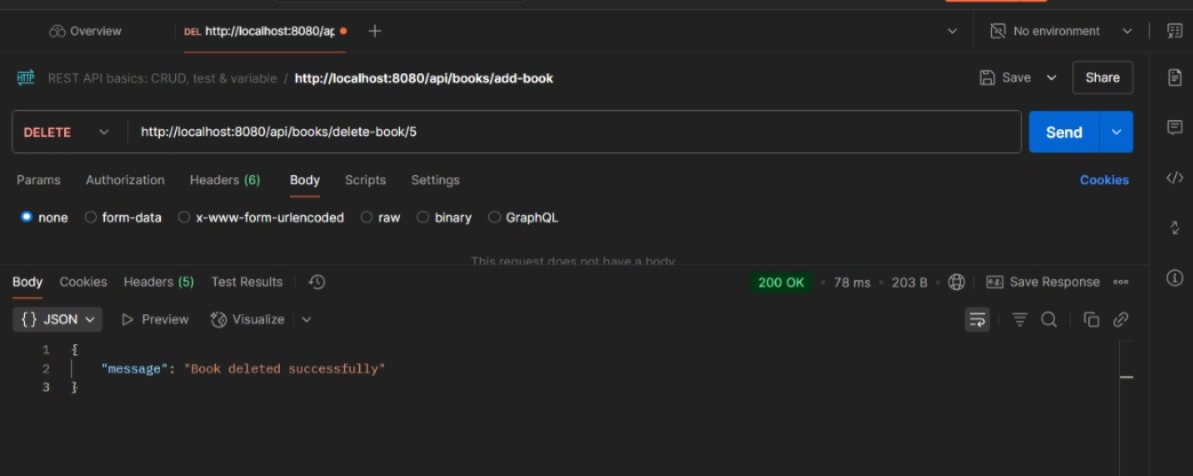 Overview
DEL http://localhost:8080/ap
No environment
HTTP REST API basics: CRUD, test & variable / http://localhost:8080/api/books/add-book
Save
Share
DELETE http://localhost:8080/api/books/delete-book/5
Send
Params Authorization Headers (6) Body Scripts Settings
Cookies
none form-data x-www-form-urlencoded raw binary GraphQL
This request does not have a body
Body Cookies Headers (5) Test Results
200 OK • 78 ms • 203 B
e.g. Save Response
{} JSON Preview Visualize
1 {
2 "message": "Book deleted successfully"
3 }